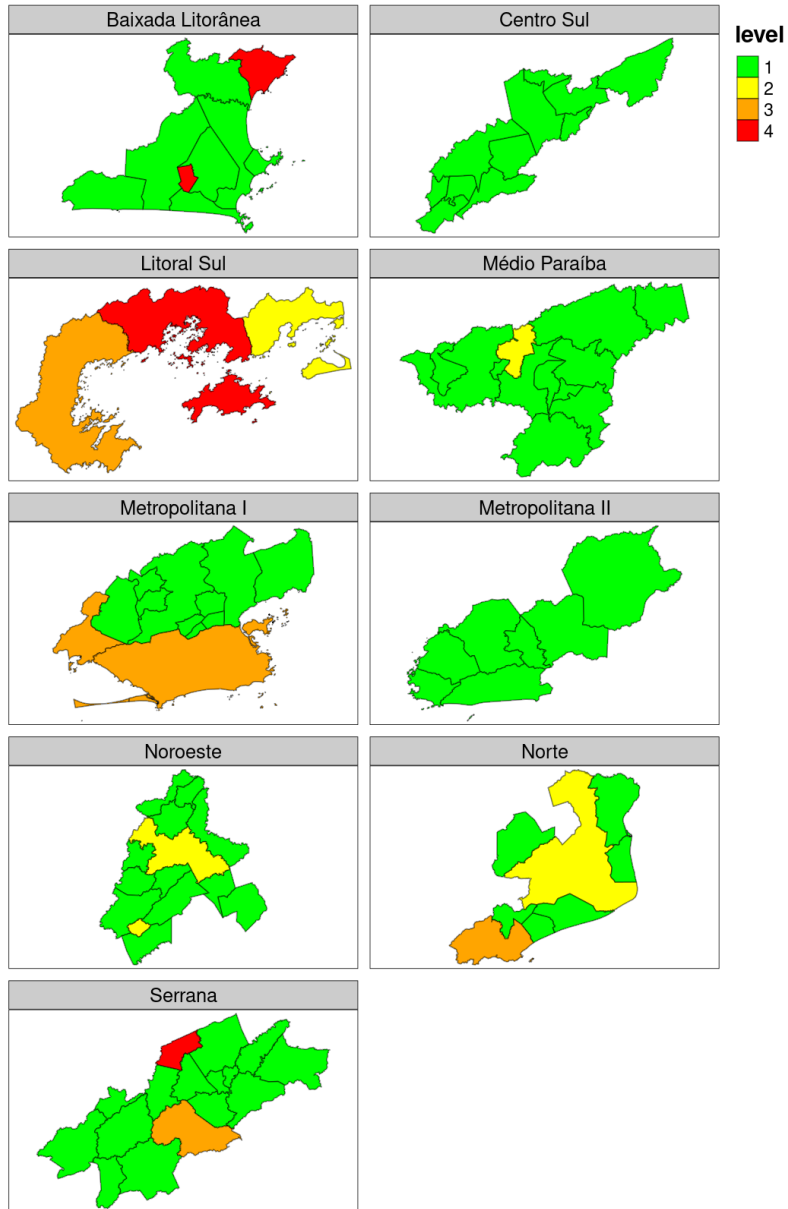 Baixada Litorânea
Centro Sul
level
1
2
3
4
Litoral Sul
Médio Paraíba
Metropolitana I
Metropolitana II
Noroeste
Norte
Serrana